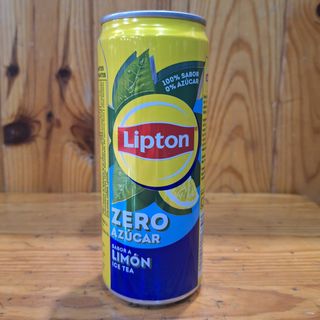 100% SABOR
0% AZÚCAR
Lipton
ZERO
AZÚCAR
SABOR A
LIMÓN
ICE TEA